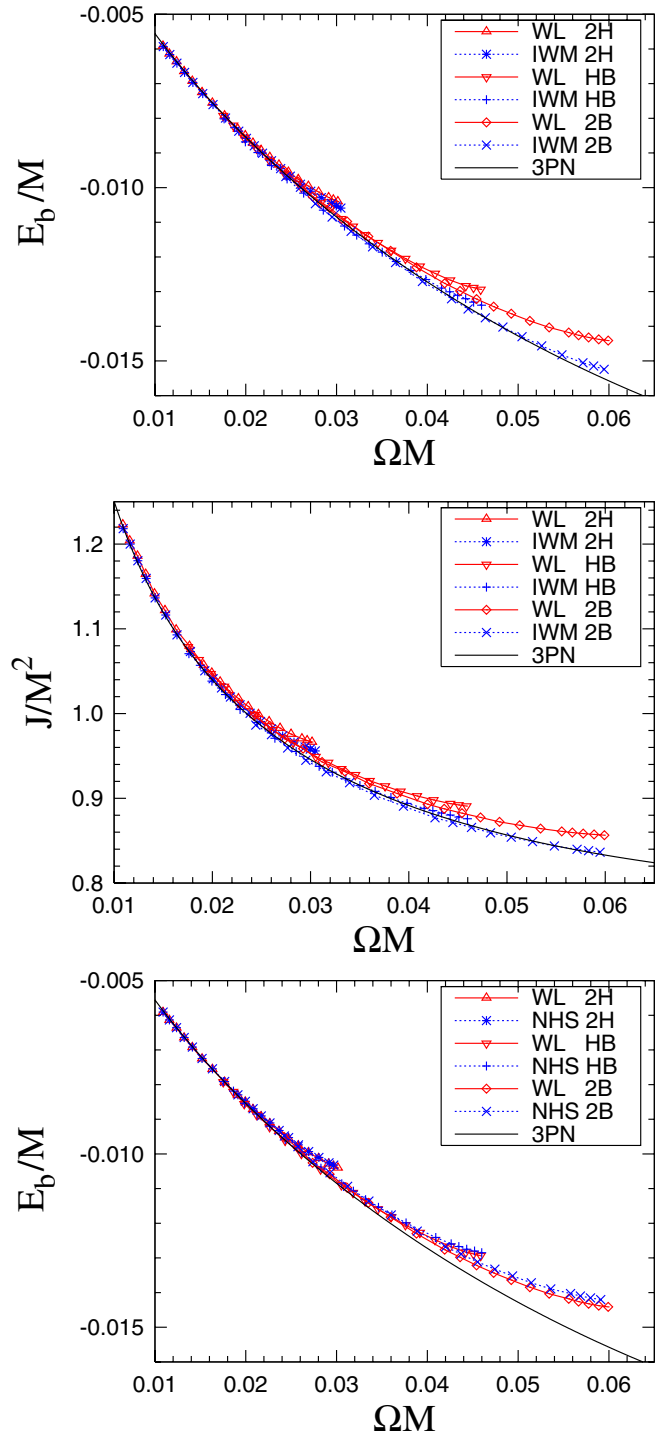 -0.005
-0.010
-0.015
E_b/M
WL 2H
IWM 2H
WL HB
IWM HB
WL 2B
IWM 2B
3PN
0.01 0.02 0.03 0.04 0.05 0.06
ΩM
1.2
1.1
1.0
0.9
0.8
J/M²
WL 2H
IWM 2H
WL HB
IWM HB
WL 2B
IWM 2B
3PN
0.01 0.02 0.03 0.04 0.05 0.06
ΩM
-0.005
-0.010
-0.015
E_b/M
WL 2H
NHS 2H
WL HB
NHS HB
WL 2B
NHS 2B
3PN
0.01 0.02 0.03 0.04 0.05 0.06
ΩM